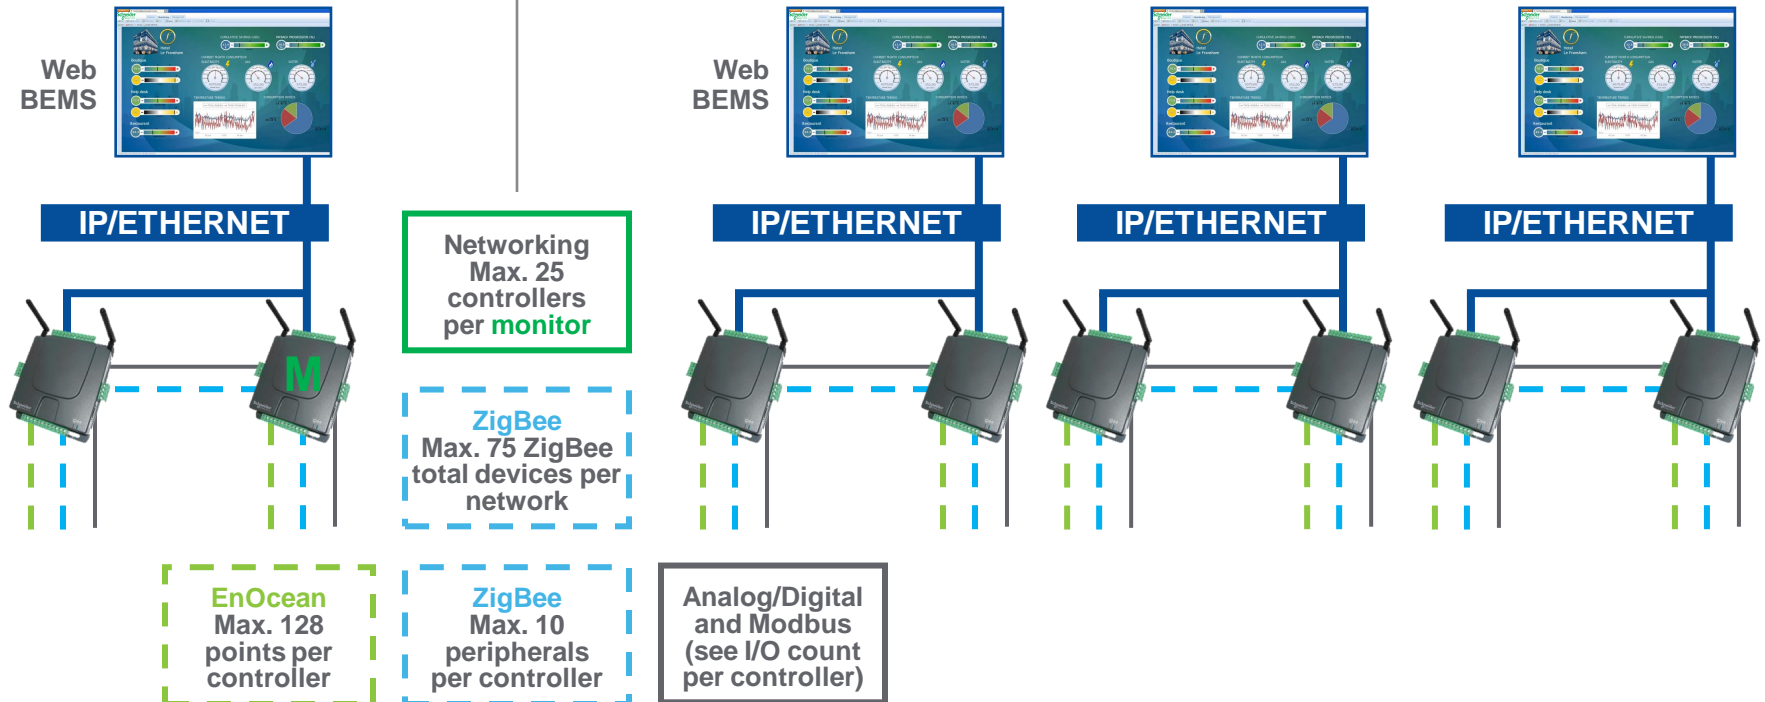 Web
BEMS
Web
BEMS
IP/ETHERNET
IP/ETHERNET
IP/ETHERNET
IP/ETHERNET
Networking
Max. 25
controllers
per monitor
M
ZigBee
Max. 75 ZigBee
total devices per
network
EnOcean
Max. 128
points per
controller
ZigBee
Max. 10
peripherals
per controller
Analog/Digital
and Modbus
(see I/O count
per controller)